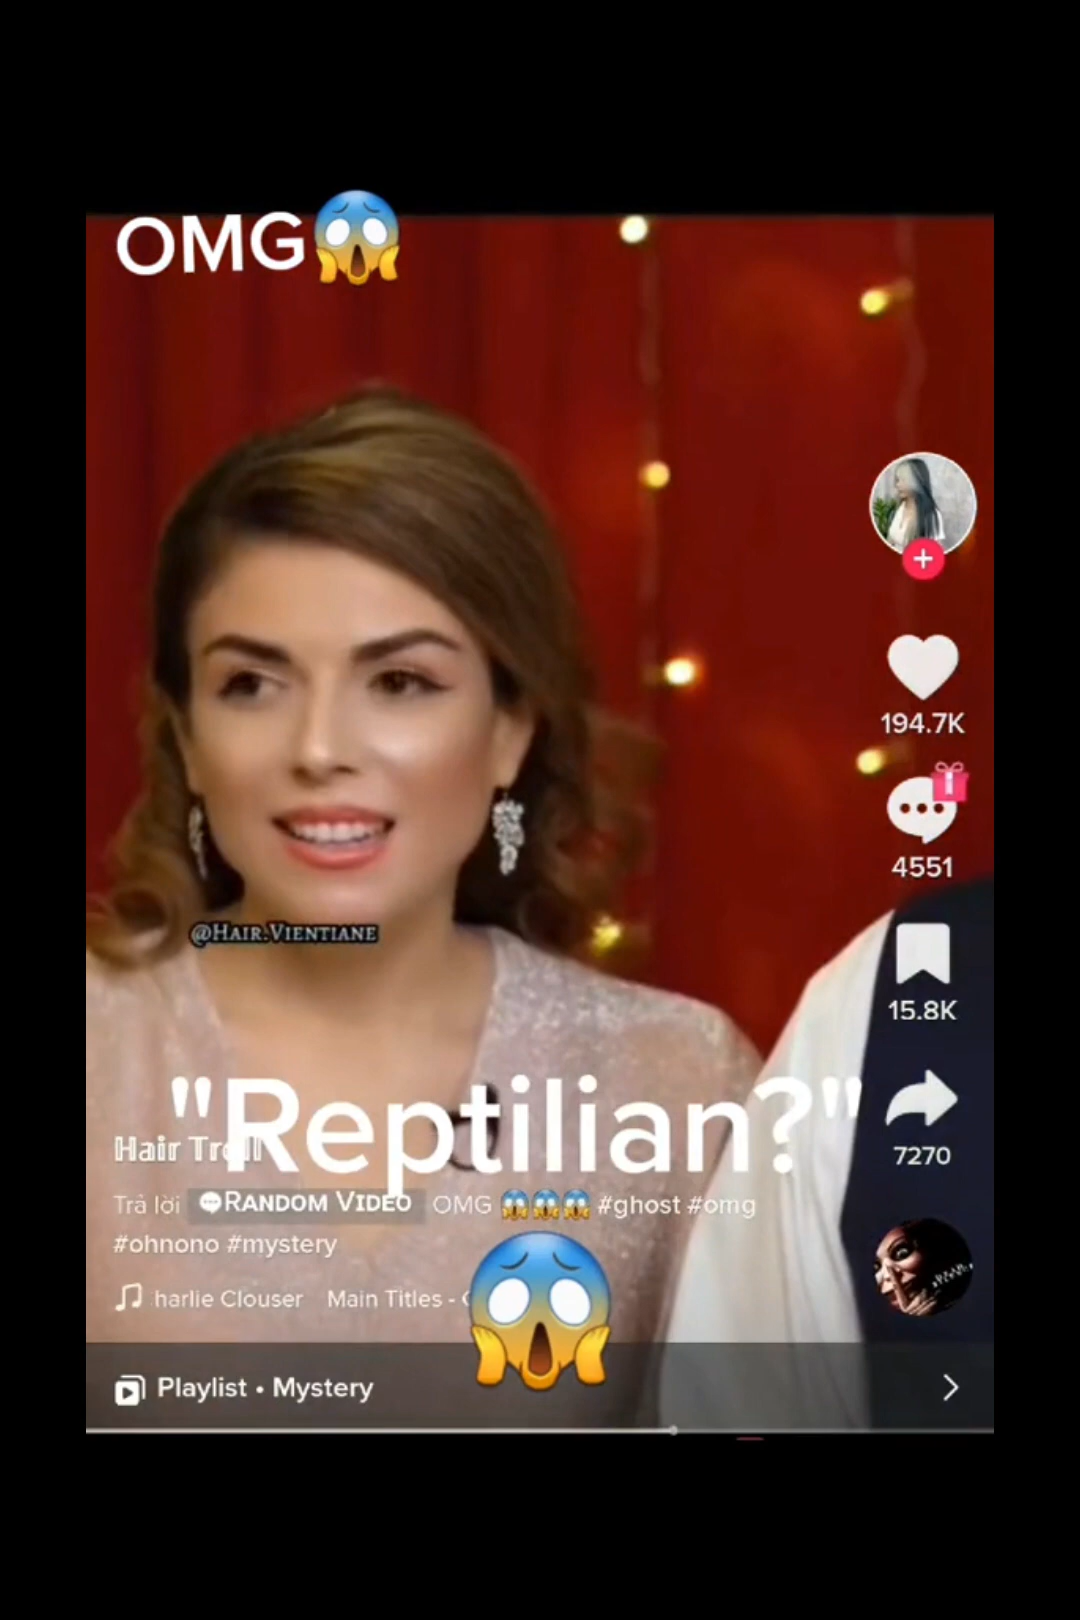 OMG😱
194.7K
4551
@HAIR.VIENTIANE
15.8K
"Reptilian?"
7270
Trả lời RANDOM VIDEO OMG 😱😱😱 #ghost #omg
#ohnono #mystery
harlie Clouser Main Titles -
Playlist • Mystery